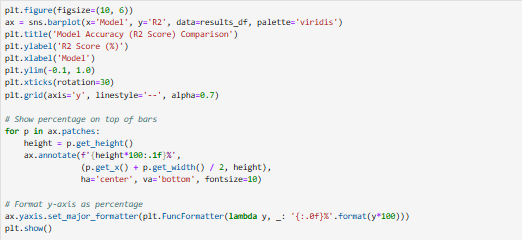 plt.figure(figsize=(10, 6))
ax = sns.barplot(x='Model', y='R2', data=results_df, palette='viridis')
plt.title('Model Accuracy (R2 Score) Comparison')
plt.ylabel('R2 Score (%)')
plt.xlabel('Model')
plt.ylim(-0.1, 1.0)
plt.xticks(rotation=30)
plt.grid(axis='y', linestyle='--', alpha=0.7)

# Show percentage on top of bars
for p in ax.patches:
    height = p.get_height()
    ax.annotate(f'{height*100:.1f}%',
                (p.get_x() + p.get_width() / 2, height),
                ha='center', va='bottom', fontsize=10)

# Format y-axis as percentage
ax.yaxis.set_major_formatter(plt.FuncFormatter(lambda y, _: '{:.0f}%'.format(y*100)))
plt.show()